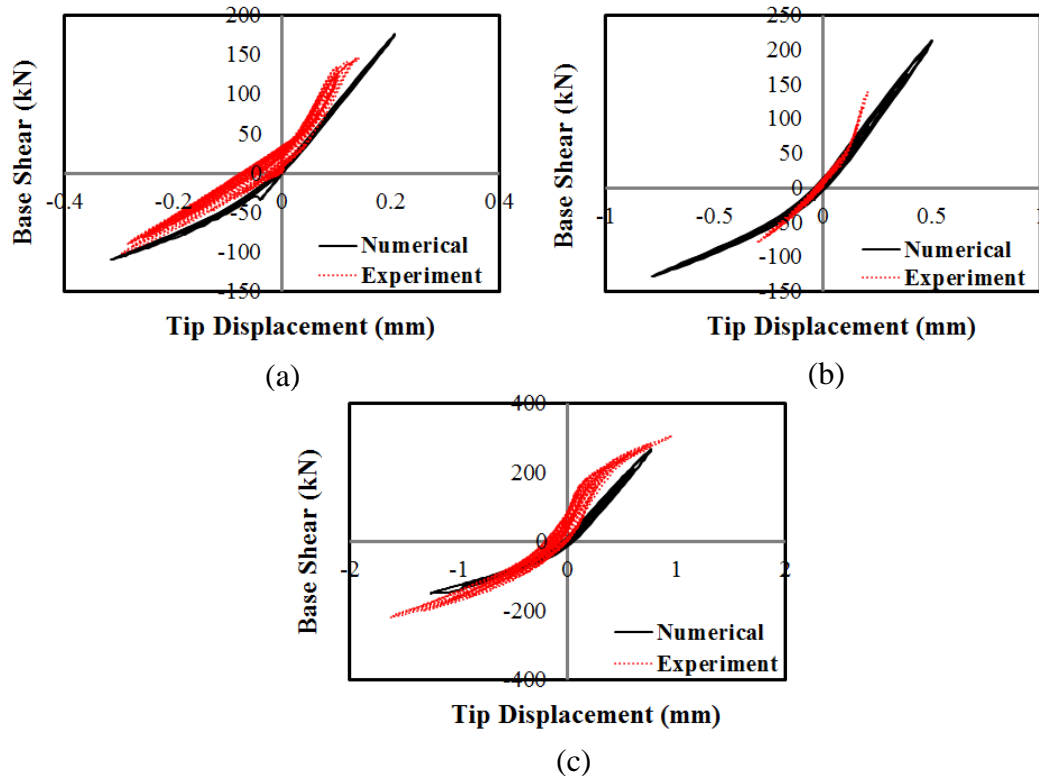 200
150
100
50
0
-50
-100
-150
-0.4
-0.2
0
0.2
0.4
Base Shear (kN)
Numerical
Experiment
Tip Displacement (mm)
(a)
250
200
150
100
50
0
-50
-100
-150
-1
-0.5
0
0.5
1
Base Shear (kN)
Numerical
Experiment
Tip Displacement (mm)
(b)
400
200
0
-200
-400
-2
-1
0
1
2
Base Shear (kN)
Numerical
Experiment
Tip Displacement (mm)
(c)